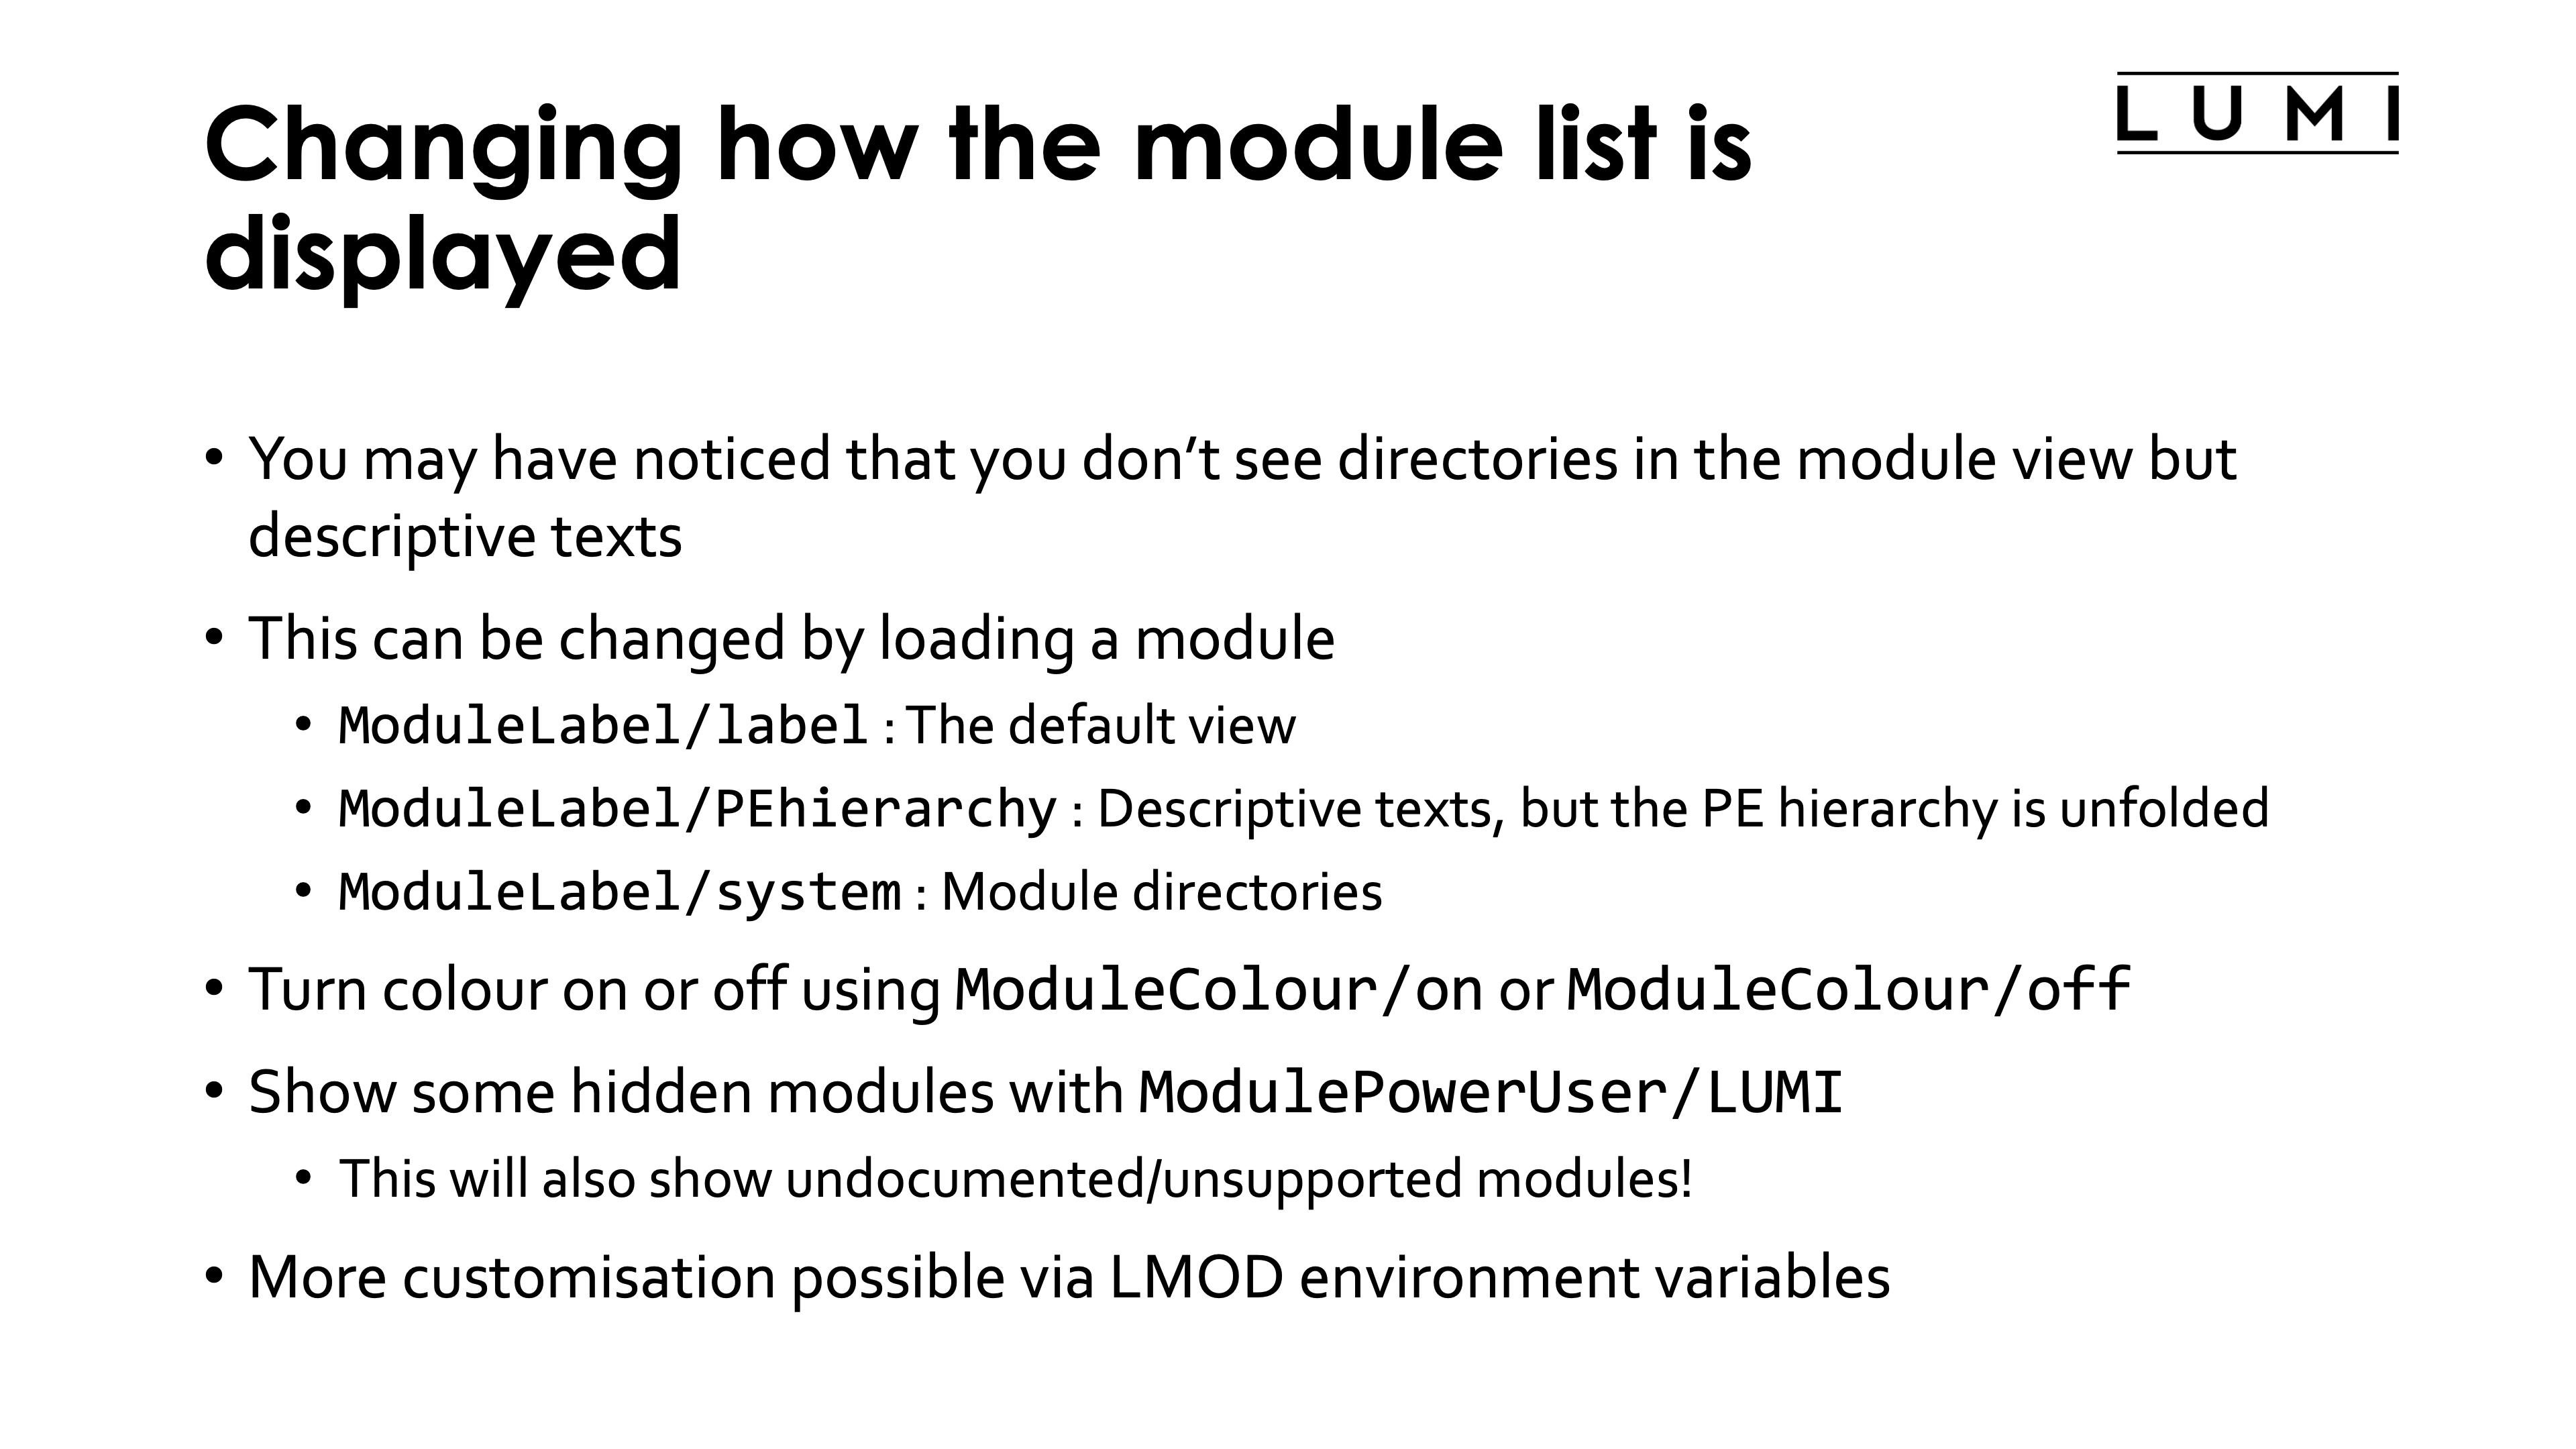 Changing how the module list is
displayed
LUMI
• You may have noticed that you don’t see directories in the module view but
descriptive texts
• This can be changed by loading a module
• ModuleLabel/label : The default view
• ModuleLabel/PEhierarchy : Descriptive texts, but the PE hierarchy is unfolded
• ModuleLabel/system : Module directories
• Turn colour on or off using ModuleColour/on or ModuleColour/off
• Show some hidden modules with ModulePowerUser/LUMI
• This will also show undocumented/unsupported modules!
• More customisation possible via LMOD environment variables